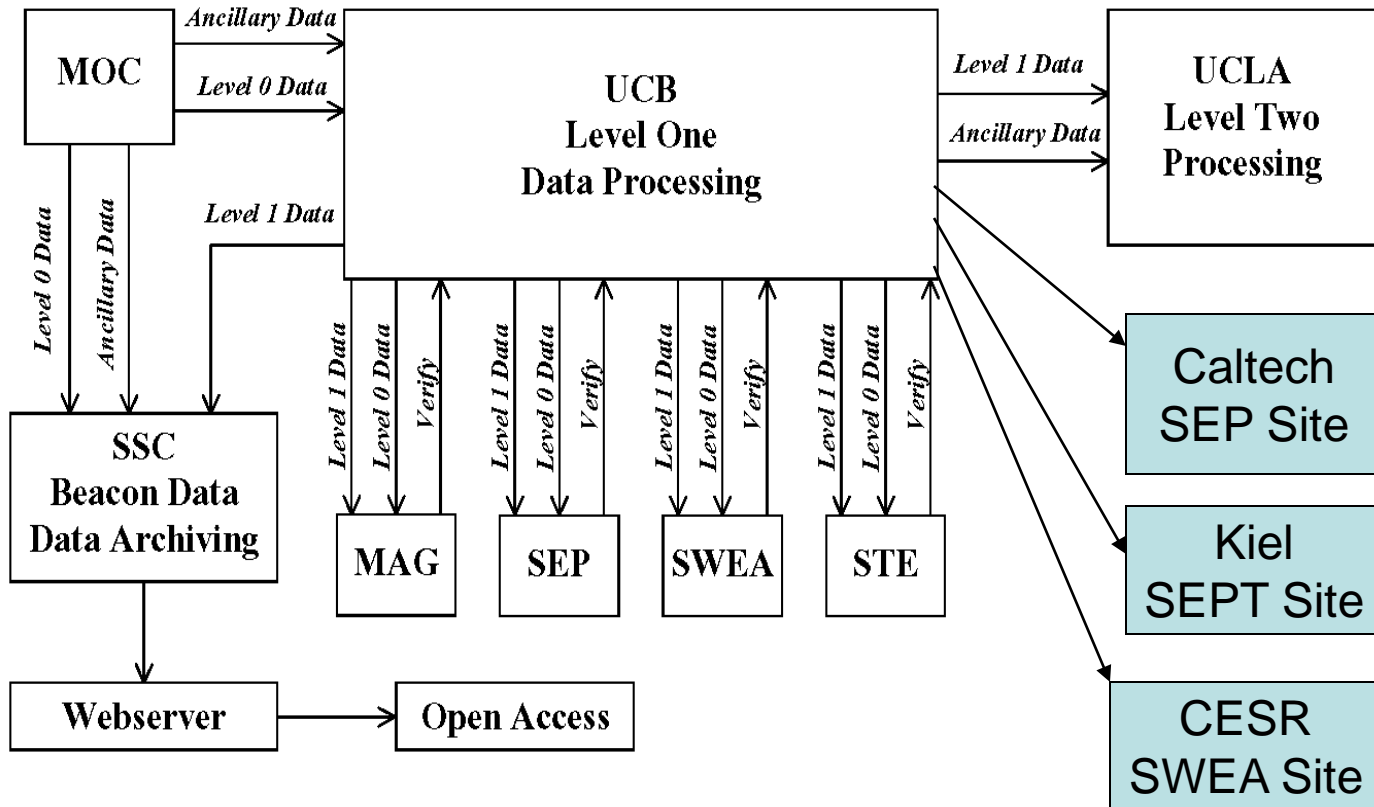 Ancillary Data
MOC
Level 0 Data
UCB
Level One
Data Processing
Level 1 Data
Ancillary Data
UCLA
Level Two
Processing
Level 0 Data
Ancillary Data
Level 1 Data
Level 1 Data
Level 0 Data
Verify
Level 1 Data
Level 0 Data
Verify
Level 1 Data
Level 0 Data
Verify
Level 1 Data
Level 0 Data
Verify
Caltech
SEP Site
SSC
Beacon Data
Data Archiving
MAG
SEP
SWEA
STE
Kiel
SEPT Site
Webserver
Open Access
CESR
SWEA Site